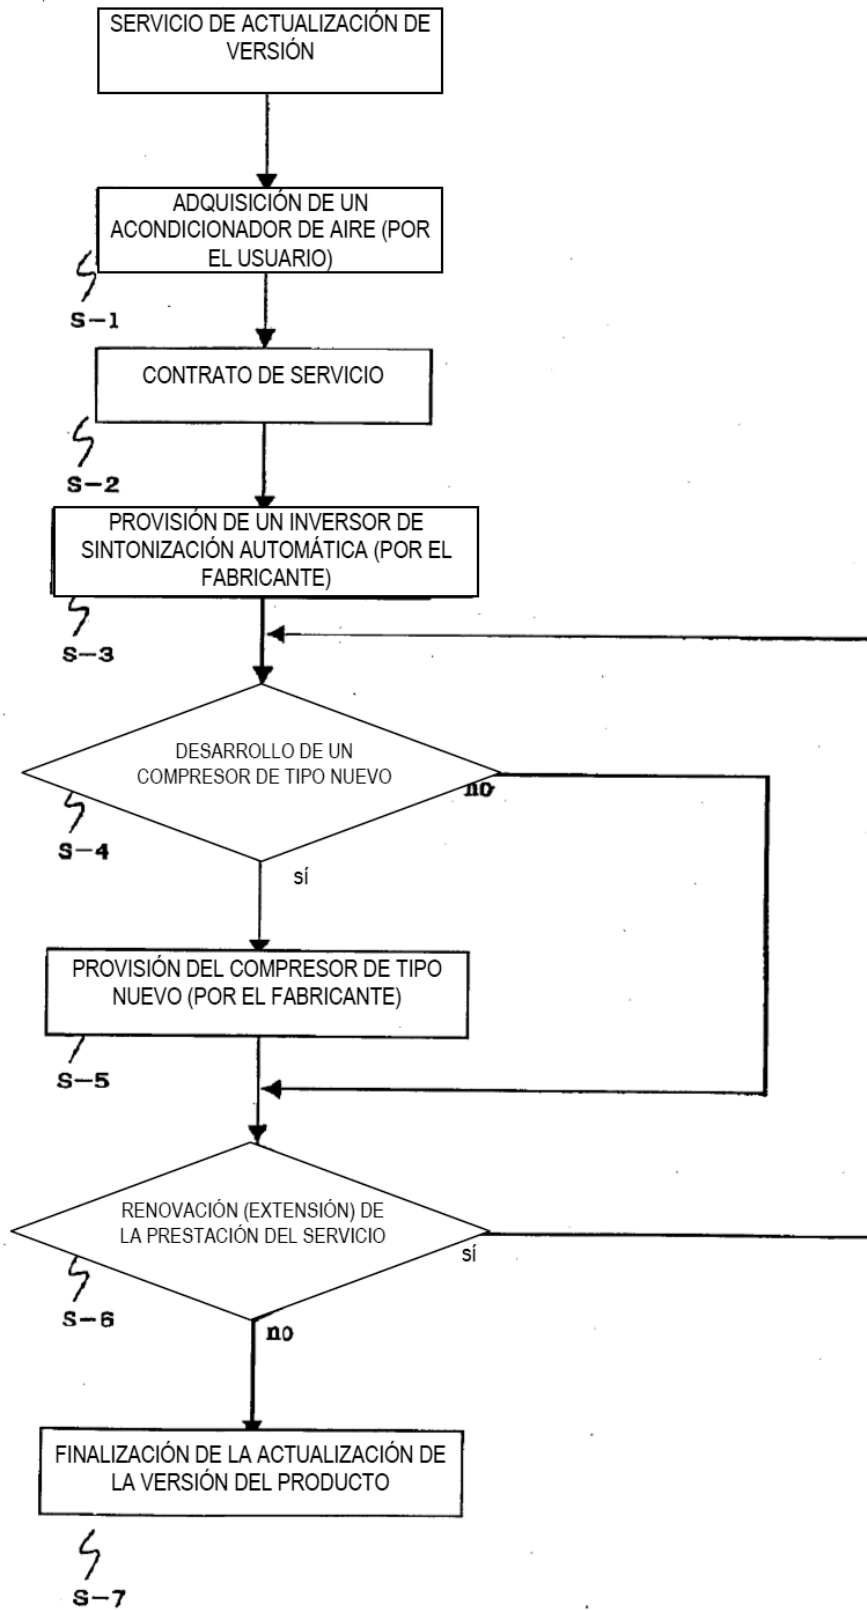 SERVICIO DE ACTUALIZACIÓN DE
VERSIÓN
ADQUISICIÓN DE UN
ACONDICIONADOR DE AIRE (POR
EL USUARIO)
S-1
CONTRATO DE SERVICIO
S-2
PROVISIÓN DE UN INVERSOR DE
SINTONIZACIÓN AUTOMÁTICA (POR EL
FABRICANTE)
S-3
DESARROLLO DE UN
COMPRESOR DE TIPO NUEVO
no
S-4
sí
PROVISIÓN DEL COMPRESOR DE TIPO
NUEVO (POR EL FABRICANTE)
S-5
RENOVACIÓN (EXTENSIÓN) DE
LA PRESTACIÓN DEL SERVICIO
sí
S-6
no
FINALIZACIÓN DE LA ACTUALIZACIÓN DE
LA VERSIÓN DEL PRODUCTO
S-7